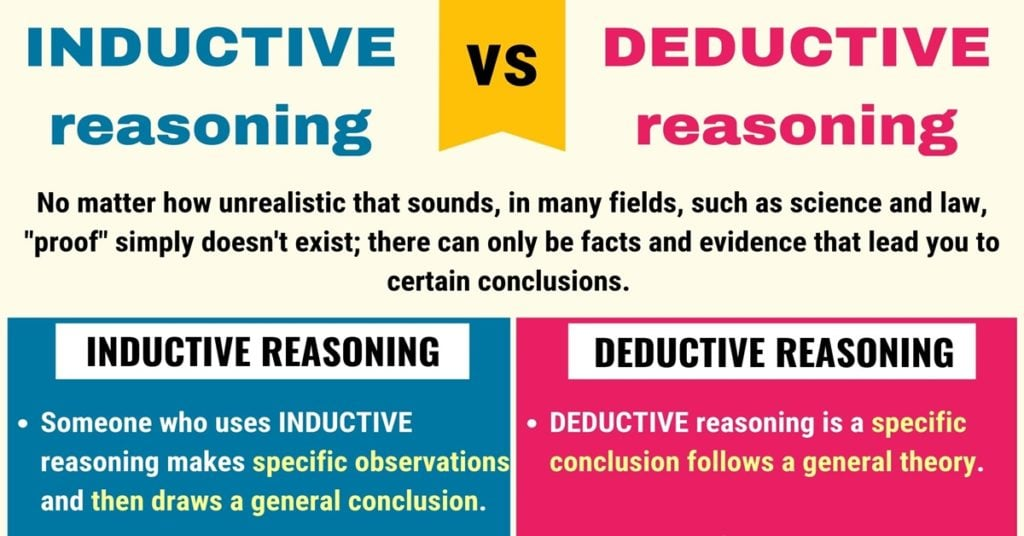 INDUCTIVE
reasoning
VS
DEDUCTIVE
reasoning
No matter how unrealistic that sounds, in many fields, such as science and law,
"proof" simply doesn't exist; there can only be facts and evidence that lead you to
certain conclusions.
INDUCTIVE REASONING
• Someone who uses INDUCTIVE
reasoning makes specific observations
and then draws a general conclusion.
DEDUCTIVE REASONING
• DEDUCTIVE reasoning is a specific
conclusion follows a general theory.